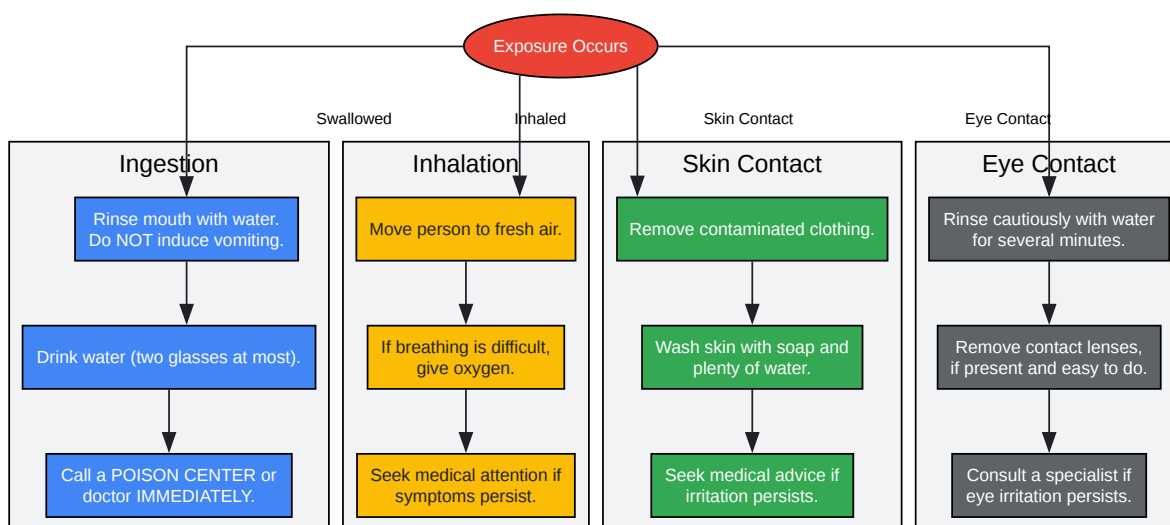 Exposure Occurs
Swallowed
Inhaled
Skin Contact
Eye Contact
Ingestion
Rinse mouth with water.
Do NOT induce vomiting.
Drink water (two glasses at most).
Call a POISON CENTER or
doctor IMMEDIATELY.
Inhalation
Move person to fresh air.
If breathing is difficult,
give oxygen.
Seek medical attention if
symptoms persist.
Skin Contact
Remove contaminated clothing.
Wash skin with soap and
plenty of water.
Seek medical advice if
irritation persists.
Eye Contact
Rinse cautiously with water
for several minutes.
Remove contact lenses,
if present and easy to do.
Consult a specialist if
eye irritation persists.